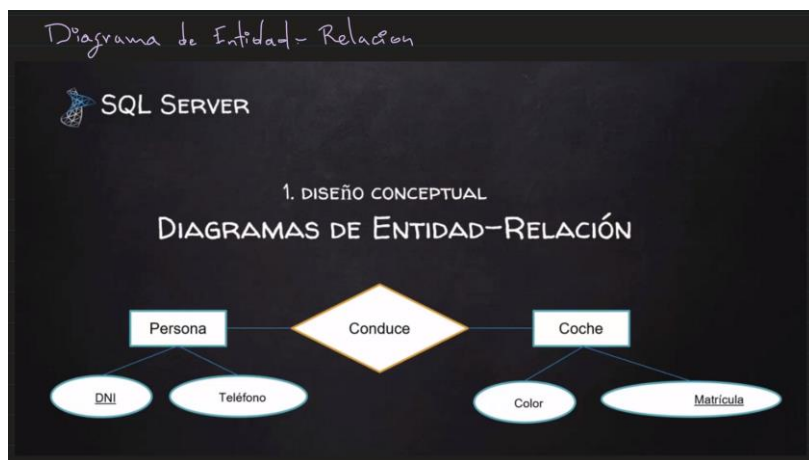 Diagrama de Entidad - Relacion
SQL SERVER
1. DISEÑO CONCEPTUAL
DIAGRAMAS DE ENTIDAD-RELACIÓN
Persona Conduce Coche
DNI Teléfono Color Matrícula